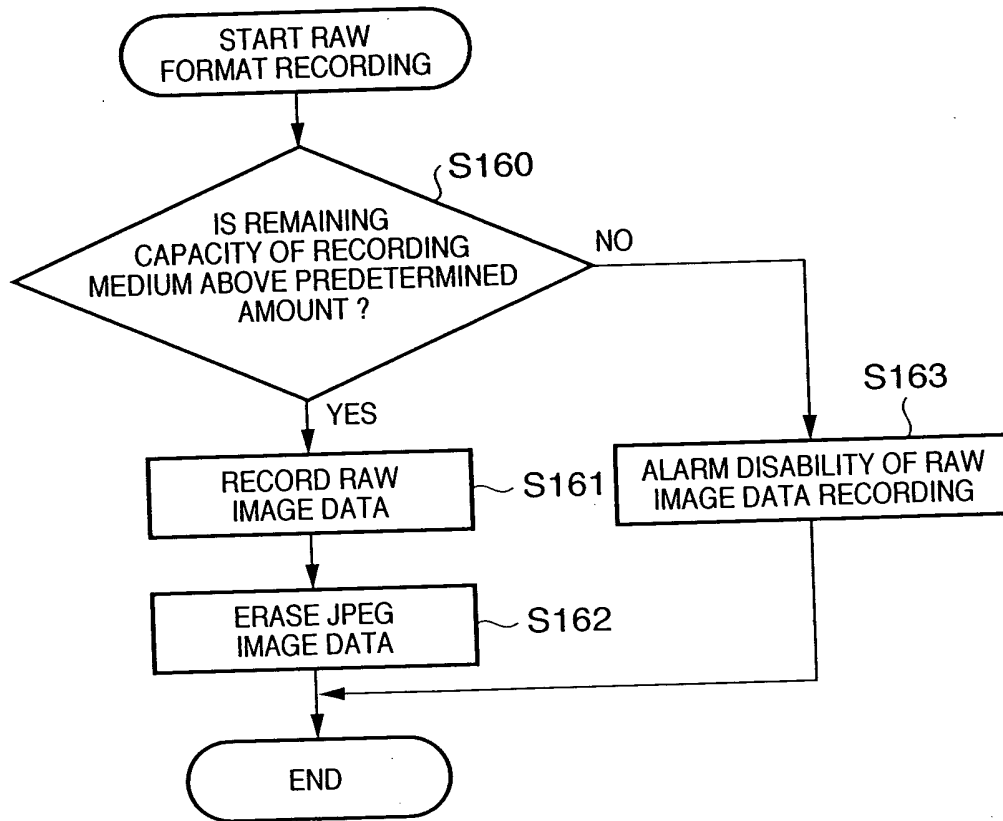 START RAW
FORMAT RECORDING
S160
IS REMAINING
CAPACITY OF RECORDING
MEDIUM ABOVE PREDETERMINED
AMOUNT ?
NO
YES
S163
RECORD RAW
IMAGE DATA
S161
ALARM DISABILITY OF RAW
IMAGE DATA RECORDING
ERASE JPEG
IMAGE DATA
S162
END